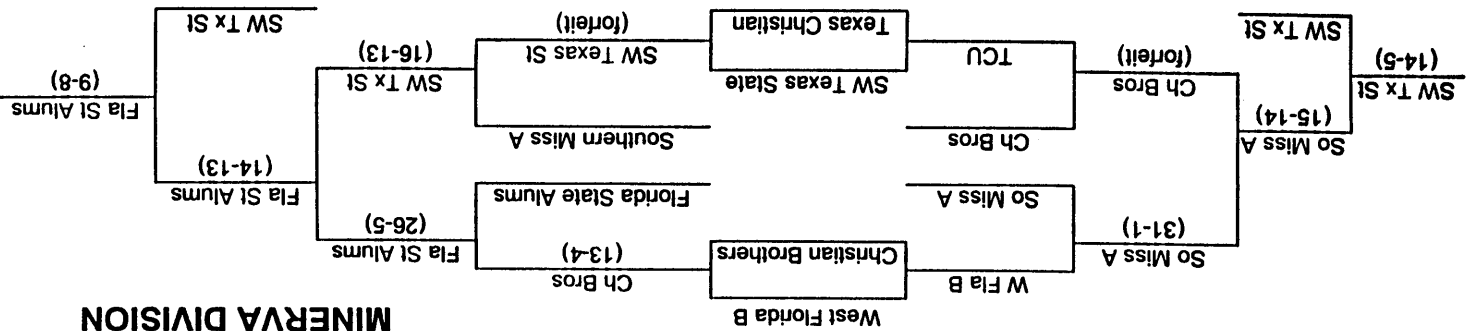 MINERVA DIVISION
West Florida B
W Fla B
Christian Brothers
Ch Bros
(13-4)
So Miss A
(31-1)
Fla St Alums
(26-5)
So Miss A
Florida State Alums
Fla St Alums
(14-13)
So Miss A
(15-14)
Ch Bros
Southern Miss A
Fla St Alums
(9-8)
SW Tx St
(14-5)
Ch Bros
(forfeit)
SW Texas State
SW Tx St
(16-13)
TCU
SW Texas St
(forfeit)
SW Tx St
Texas Christian
SW Tx St